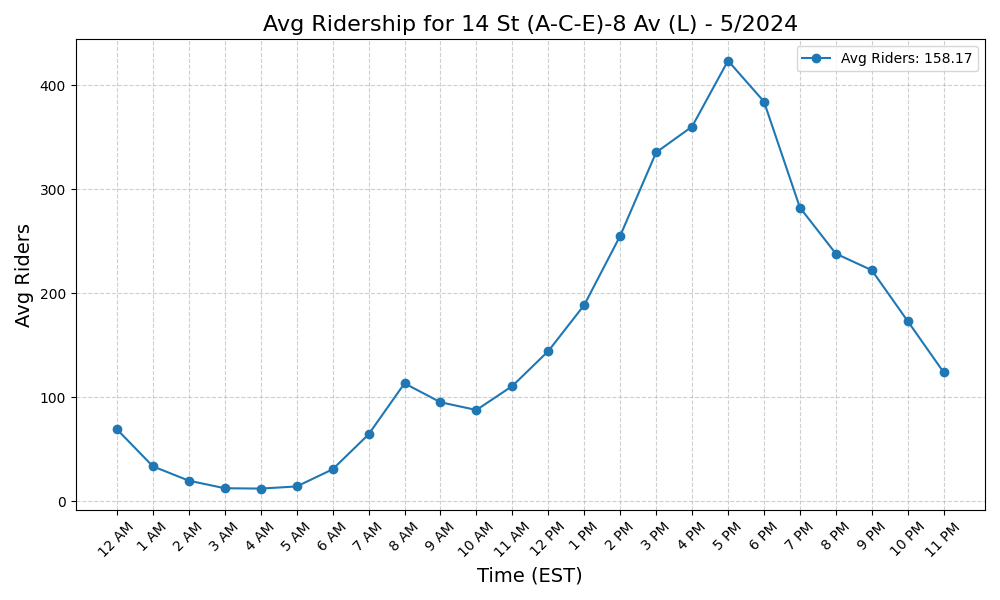 Avg Ridership for 14 St (A-C-E)-8 Av (L) - 5/2024
Avg Riders: 158.17
Avg Riders
400
300
200
100
0
12 AM 1 AM 2 AM 3 AM 4 AM 5 AM 6 AM 7 AM 8 AM 9 AM 10 AM 11 AM 12 PM 1 PM 2 PM 3 PM 4 PM 5 PM 6 PM 7 PM 8 PM 9 PM 10 PM 11 PM
Time (EST)